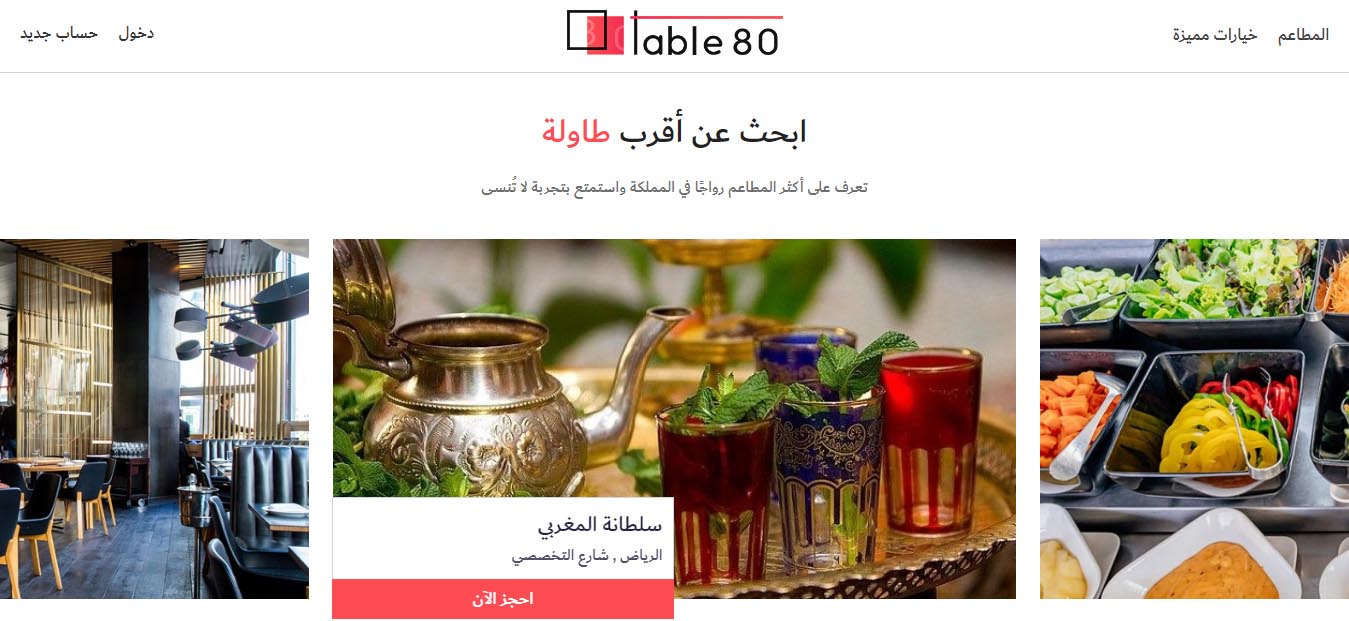 المطاعم
خيارات مميزة
Table 80
دخول
حساب جديد
ابحث عن أقرب طاولة
تعرف على أكثر المطاعم رواجًا في المملكة واستمتع بتجربة لا تُنسى
سلطانة المغربي
الرياض , شارع التخصصي
احجز الآن